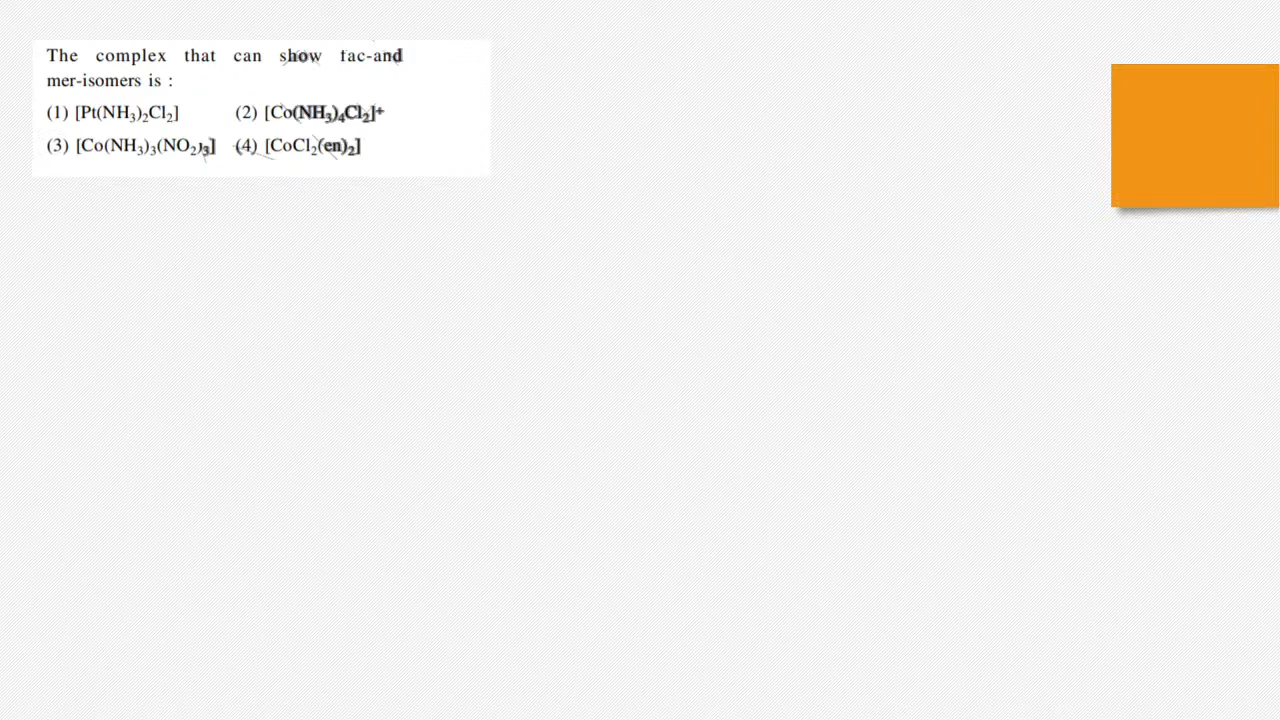 The complex that can show fac-and
mer-isomers is :
(1) [Pt(NH₃)₂Cl₂] (2) [Co(NH₃)₄Cl₂]⁺
(3) [Co(NH₃)₃(NO₂)₃] (4) [CoCl₂(en)₂]